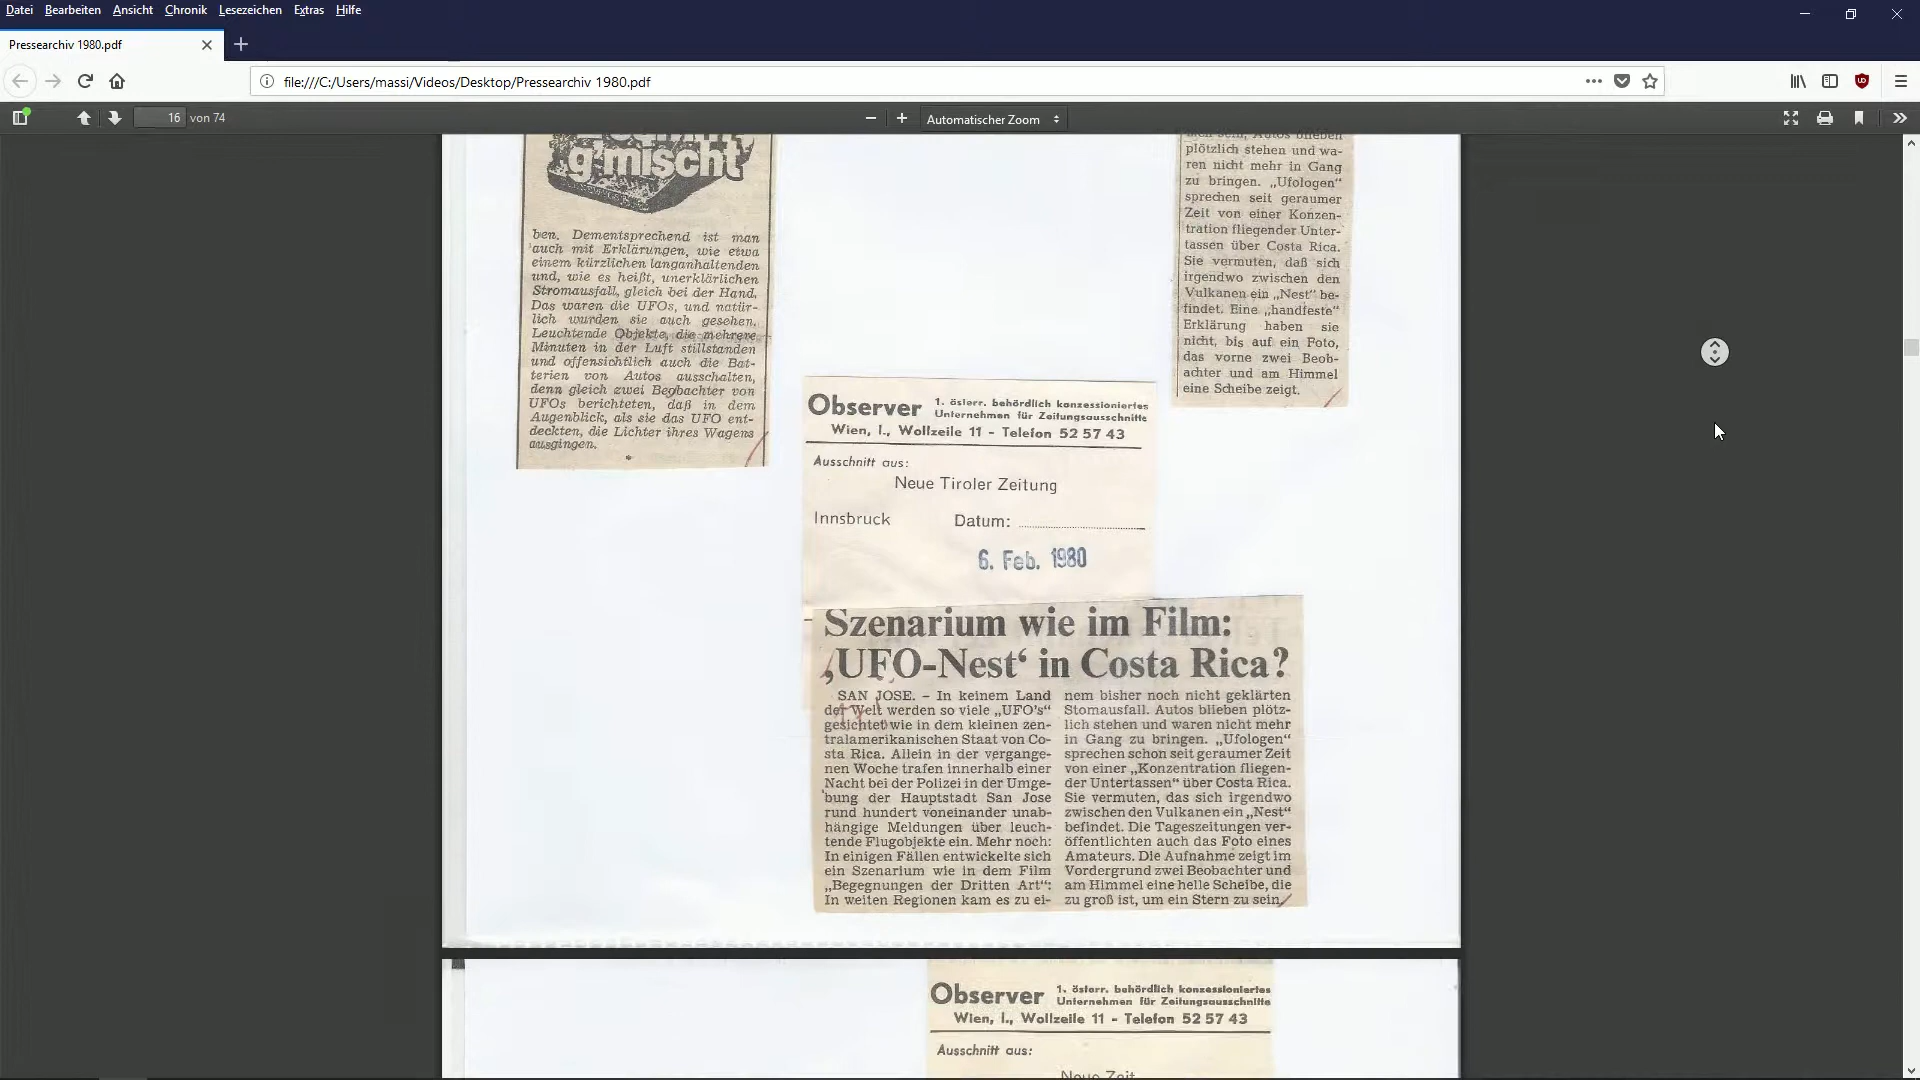 Datei Bearbeiten Ansicht Chronik Lesezeichen Extras Hilfe
Pressearchiv 1980.pdf
file:///C:/Users/massi/Videos/Desktop/Pressearchiv 1980.pdf
16 von 74
Automatischer Zoom
g'mischt
ben. Dementsprechend ist man
auch mit Erklärungen, wie etwa
einem kürzlichen langanhaltenden
und, wie es heißt, unerklärlichen
Stromausfall, gleich bei der Hand.
Das waren die UFOs, und natür-
lich wurden sie auch gesehen.
Leuchtende Objekte, die mehrere
Minuten in der Luft stillstanden
und offensichtlich auch die Bat-
terien von Autos ausschalten,
denn gleich zwei Beobachter von
UFOs berichteten, daß in dem
Augenblick, als sie das UFO ent-
deckten, die Lichter ihres Wagens
ausgingen.
*
sein, Autos blieben
plötzlich stehen und wa-
ren nicht mehr in Gang
zu bringen. „Ufologen“
sprechen seit geraumer
Zeit von einer Konzen-
tration fliegender Unter-
tassen über Costa Rica.
Sie vermuten, daß sich
irgendwo zwischen den
Vulkanen ein „Nest“ be-
findet. Eine „handfeste“
Erklärung haben sie
nicht, bis auf ein Foto,
das vorne zwei Beob-
achter und am Himmel
eine Scheibe zeigt.
Observer 1. österr. behördlich konzessioniertes
Unternehmen für Zeitungsausschnitte
Wien, I., Wollzeile 11 - Telefon 52 57 43
Ausschnitt aus:
Neue Tiroler Zeitung
Innsbruck Datum:
6. Feb. 1980
Szenarium wie im Film:
‚UFO-Nest‘ in Costa Rica?
SAN JOSE. – In keinem Land
der Welt werden so viele „UFO's“
gesichtet wie in dem kleinen zen-
tralamerikanischen Staat von Co-
sta Rica. Allein in der vergange-
nen Woche trafen innerhalb einer
Nacht bei der Polizei in der Umge-
bung der Hauptstadt San Jose
rund hundert voneinander unab-
hängige Meldungen über leuch-
tende Flugobjekte ein. Mehr noch:
In einigen Fällen entwickelte sich
ein Szenarium wie in dem Film
„Begegnungen der Dritten Art“:
In weiten Regionen kam es zu ei-
nem bisher noch nicht geklärten
Stomausfall. Autos blieben plötz-
lich stehen und waren nicht mehr
in Gang zu bringen. „Ufologen“
sprechen schon seit geraumer Zeit
von einer „Konzentration fliegen-
der Untertassen“ über Costa Rica.
Sie vermuten, das sich irgendwo
zwischen den Vulkanen ein „Nest“
befindet. Die Tageszeitungen ver-
öffentlichten auch das Foto eines
Amateurs. Die Aufnahme zeigt im
Vordergrund zwei Beobachter und
am Himmel eine helle Scheibe, die
zu groß ist, um ein Stern zu sein.
Observer 1. österr. behördlich konzessioniertes
Unternehmen für Zeitungsausschnitte
Wien, I., Wollzeile 11 - Telefon 52 57 43
Ausschnitt aus:
Neue Zeit